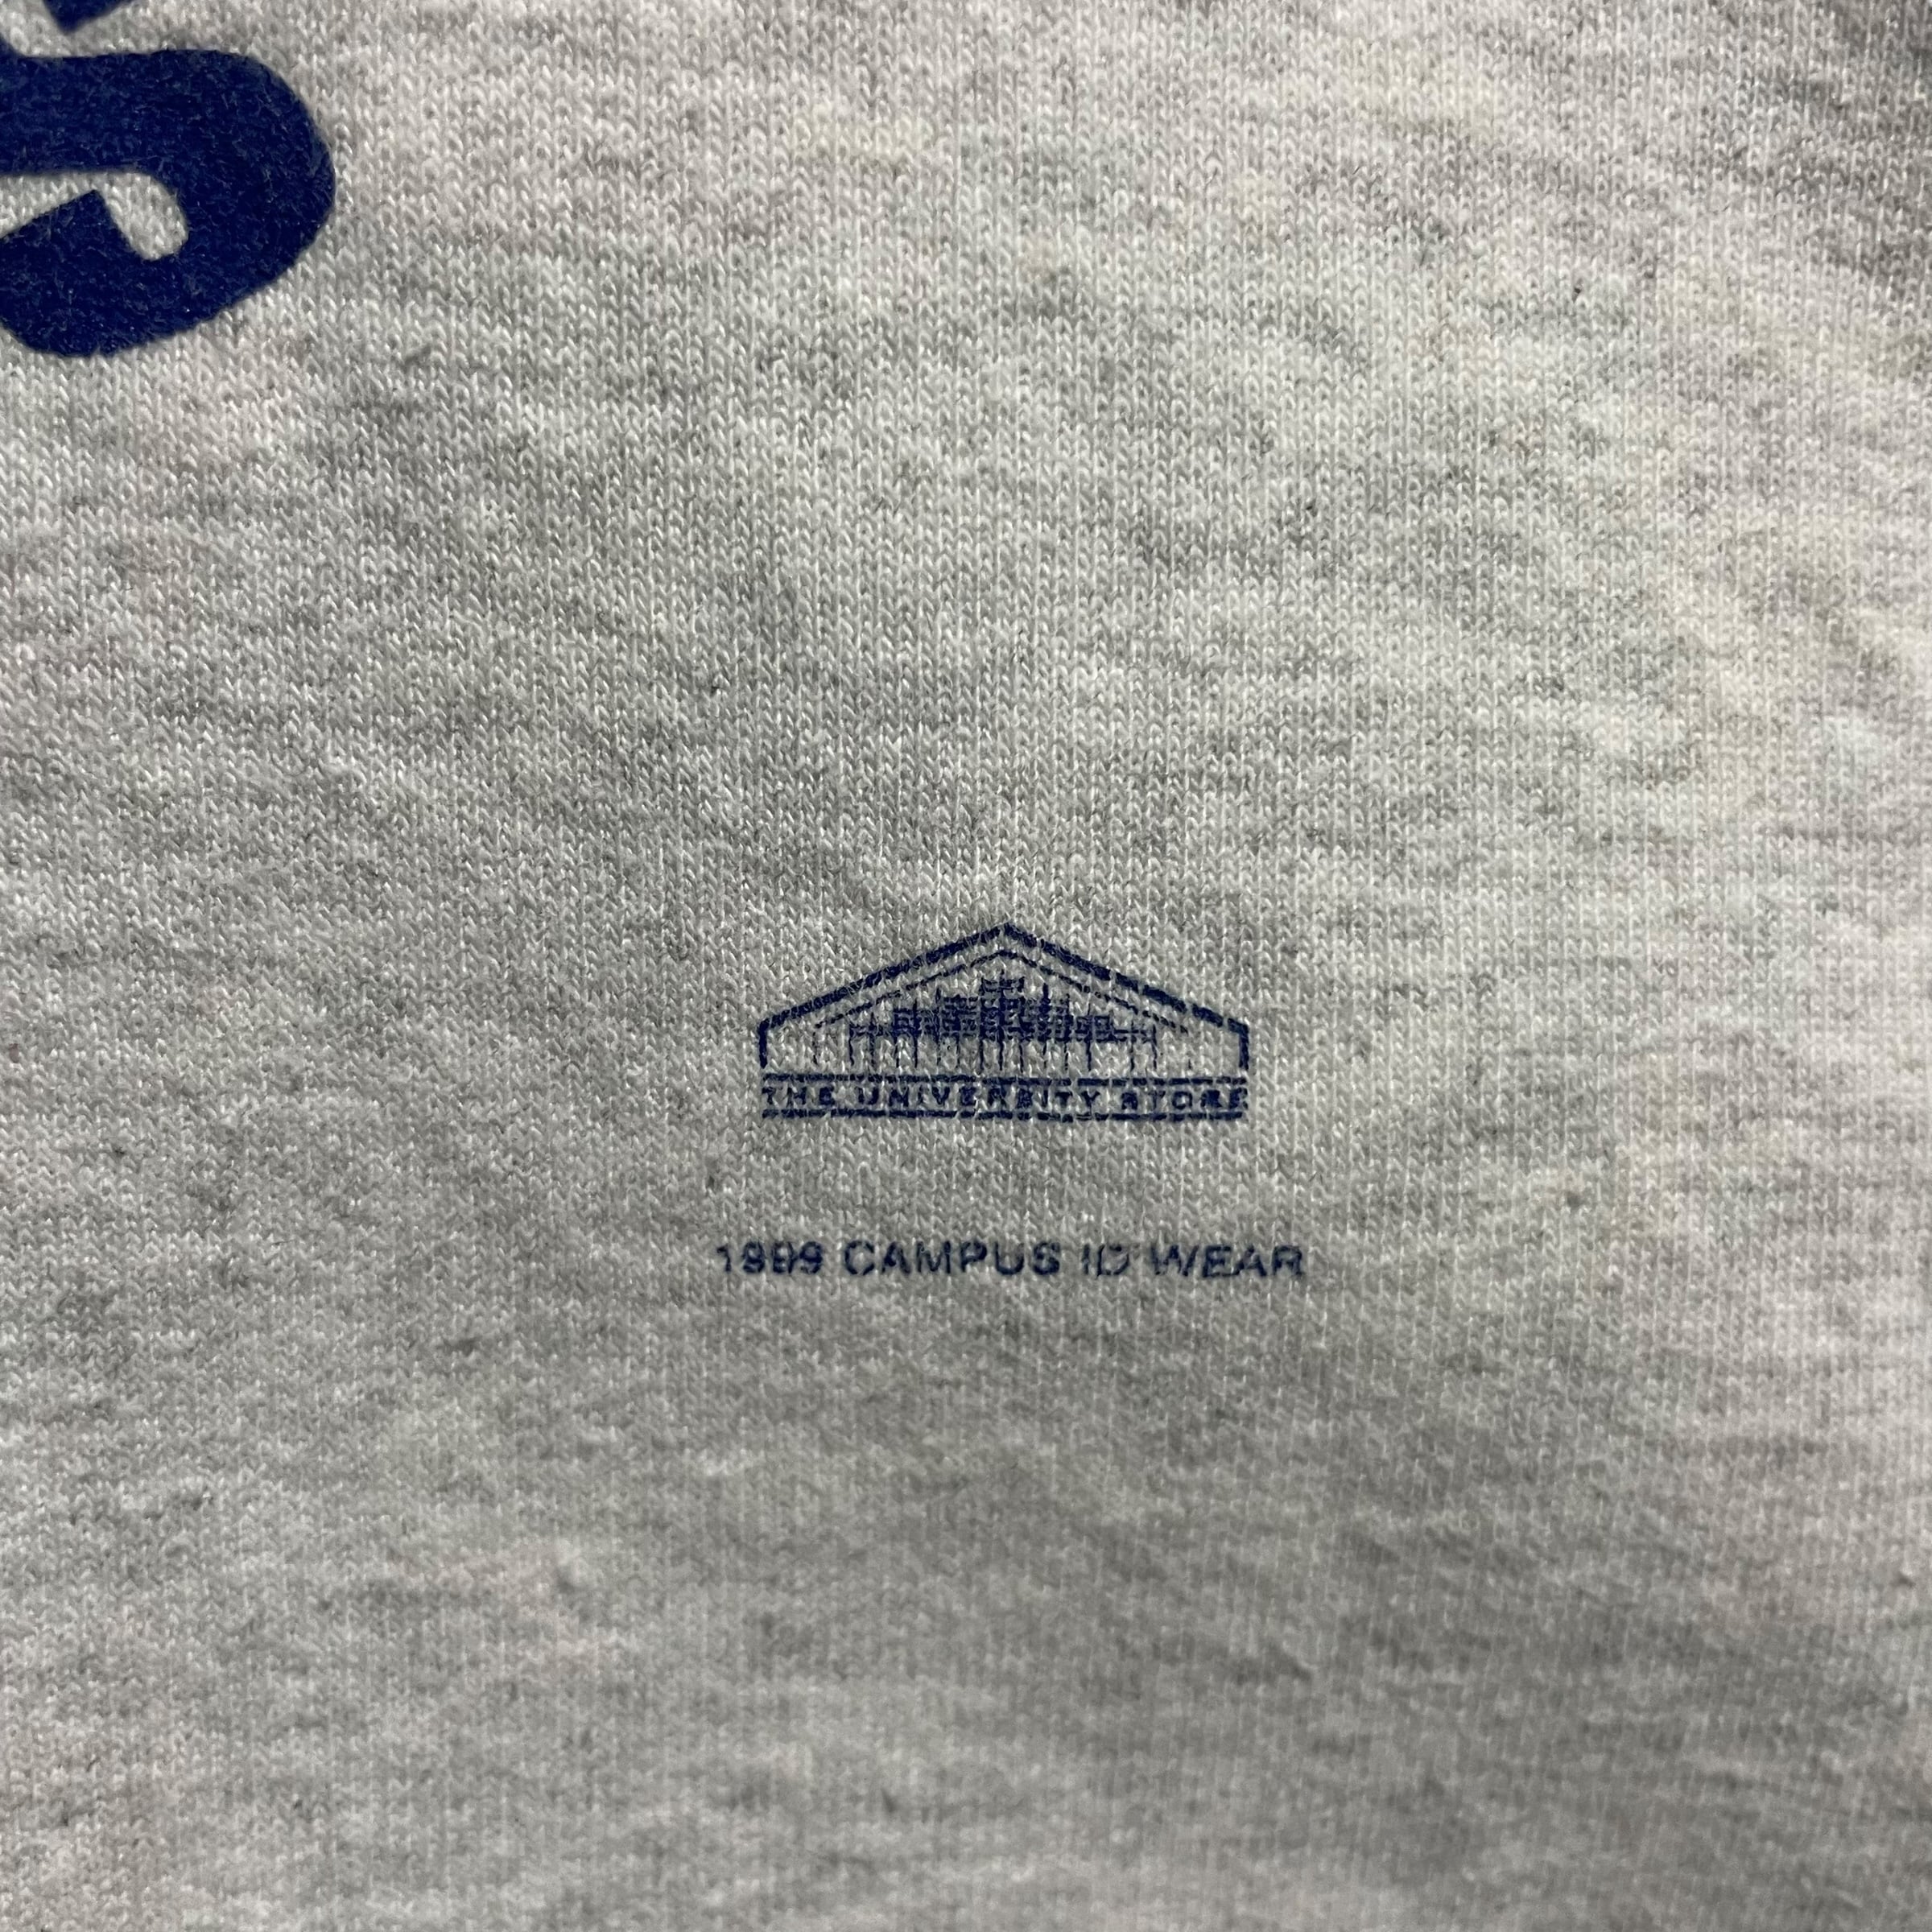 THE UNIVERSITY STORE
1999 CAMPUS ID WEAR